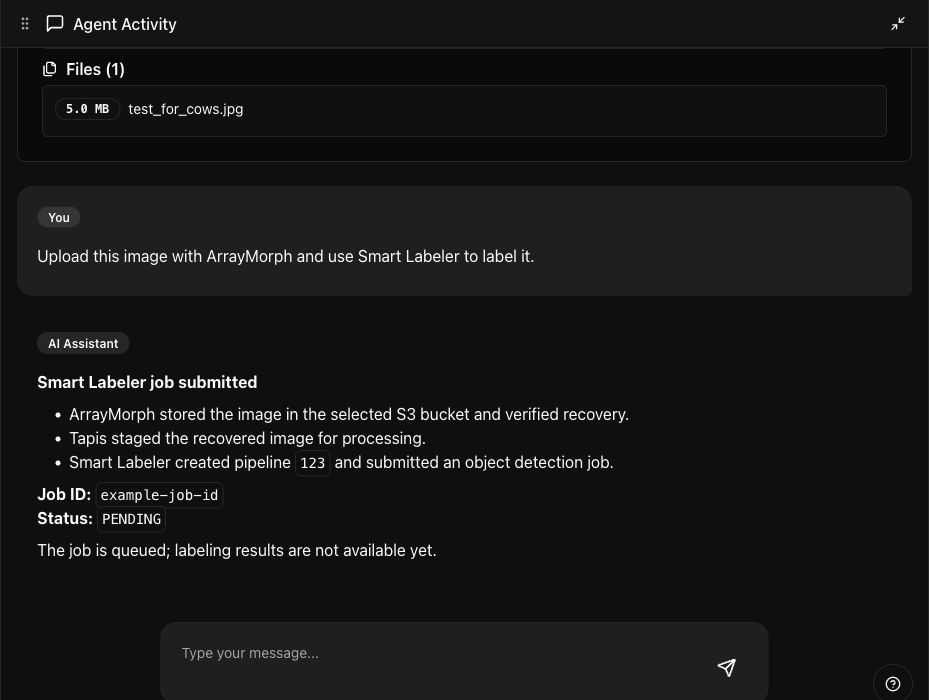 Agent Activity
Files (1)
5.0 MB test_for_cows.jpg
You
Upload this image with ArrayMorph and use Smart Labeler to label it.
AI Assistant
Smart Labeler job submitted
• ArrayMorph stored the image in the selected S3 bucket and verified recovery.
• Tapis staged the recovered image for processing.
• Smart Labeler created pipeline 123 and submitted an object detection job.
Job ID: example-job-id
Status: PENDING
The job is queued; labeling results are not available yet.
Type your message...
?